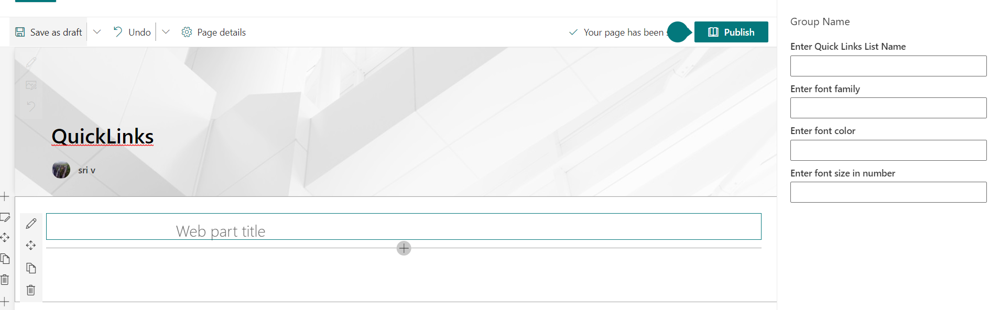 Save as draft
Undo
Page details
Your page has been
Publish
QuickLinks
sri v
Web part title
Group Name
Enter Quick Links List Name
Enter font family
Enter font color
Enter font size in number